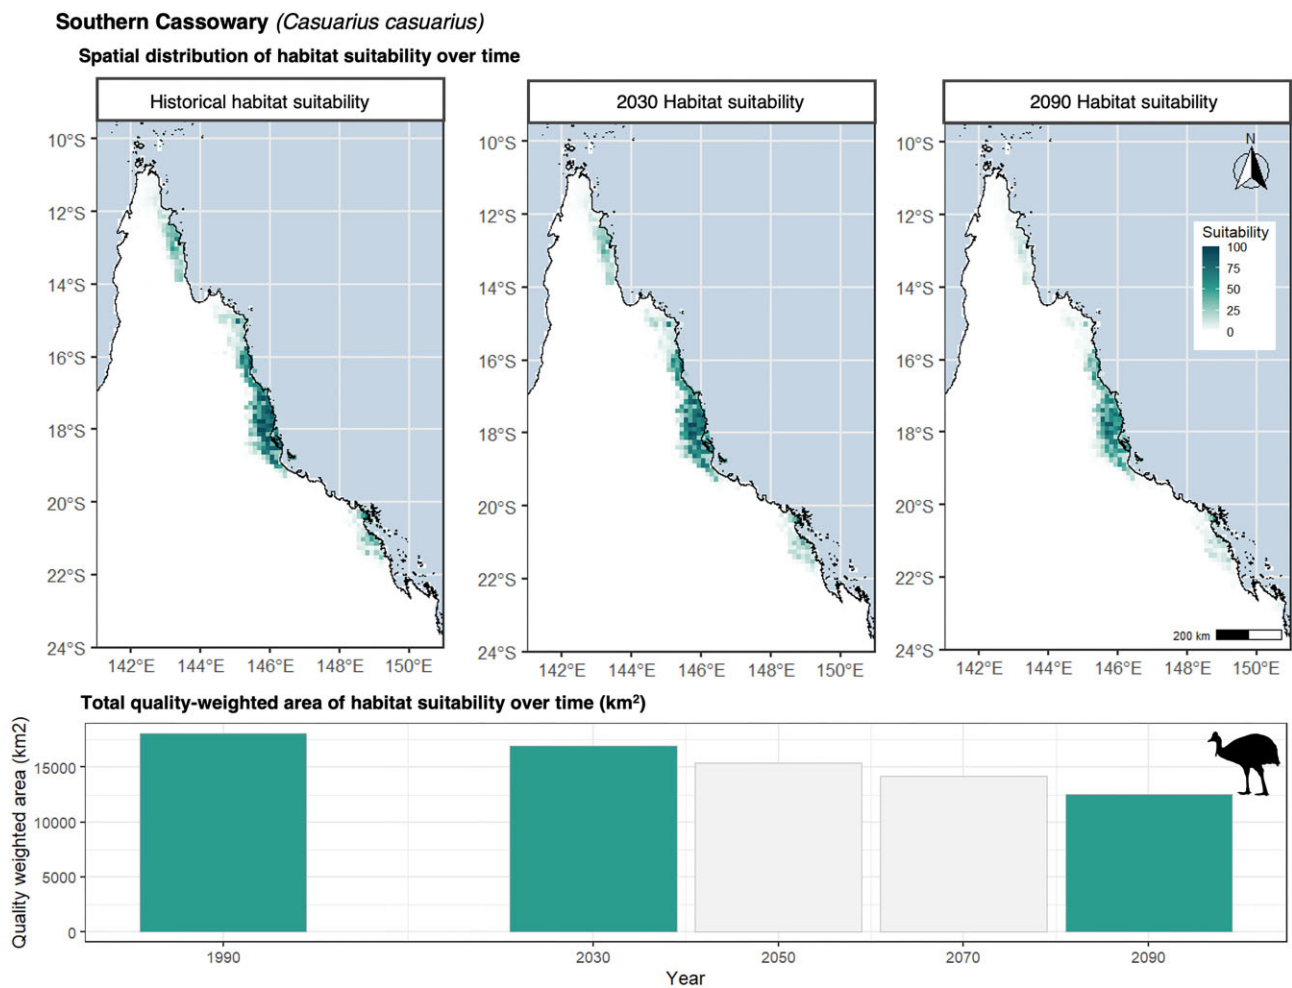 Southern Cassowary (Casuarius casuarius)
Spatial distribution of habitat suitability over time
Historical habitat suitability
10°S
12°S
14°S
16°S
18°S
20°S
22°S
24°S
142°E 144°E 146°E 148°E 150°E
2030 Habitat suitability
10°S
12°S
14°S
16°S
18°S
20°S
22°S
24°S
142°E 144°E 146°E 148°E 150°E
2090 Habitat suitability
10°S
12°S
14°S
16°S
18°S
20°S
22°S
24°S
142°E 144°E 146°E 148°E 150°E
N
Suitability
100
75
50
25
0
200 km
Total quality-weighted area of habitat suitability over time (km²)
Quality weighted area (km2)
15000
10000
5000
0
1990 2030 2050 2070 2090
Year